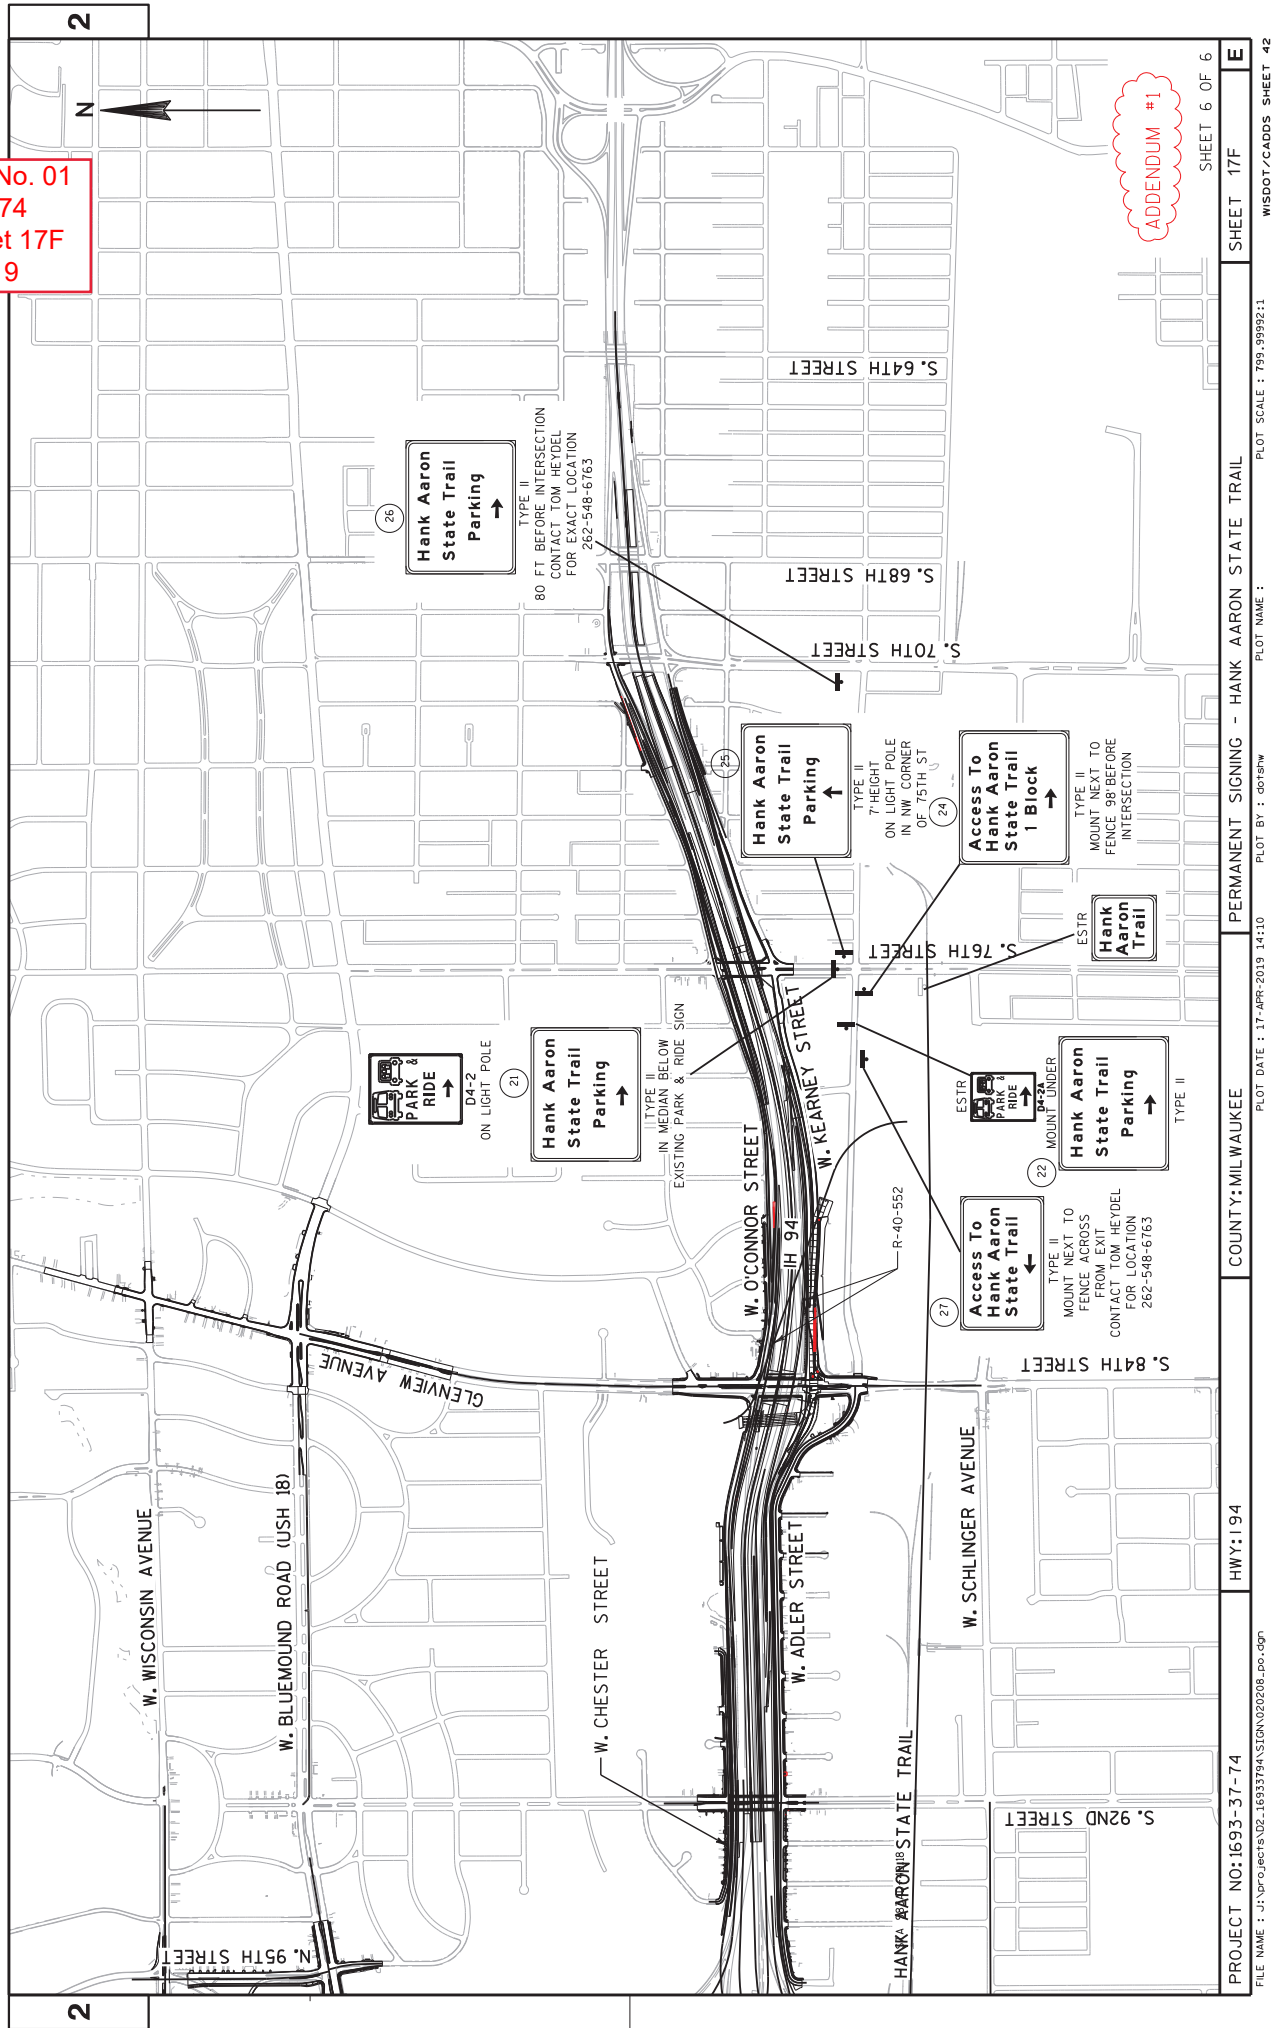 2
N
No. 01
74
et 17F
19
ADDENDUM #1
SHEET 6 OF 6
26
Hank Aaron
State Trail
Parking
→
TYPE II
80 FT BEFORE INTERSECTION
CONTACT TOM HEYDEL
FOR EXACT LOCATION
262-548-6763
S. 64TH STREET
S. 68TH STREET
S. 70TH STREET
25
Hank Aaron
State Trail
Parking
←
TYPE II
7' HEIGHT
ON LIGHT POLE
IN NW CORNER
OF 75TH ST
24
Access To
Hank Aaron
State Trail
1 Block
→
TYPE II
MOUNT NEXT TO
FENCE 98' BEFORE
INTERSECTION
S. 76TH STREET
ESTR
Hank
Aaron
Trail
PARK &
RIDE
→
D4-2
ON LIGHT POLE
21
Hank Aaron
State Trail
Parking
→
TYPE II
IN MEDIAN BELOW
EXISTING PARK & RIDE SIGN
W. O'CONNOR STREET
W. KEARNEY STREET
IH 94
R-40-552
ESTR
PARK &
RIDE
→
D4-2A
MOUNT UNDER
22
Hank Aaron
State Trail
Parking
→
TYPE II
27
Access To
Hank Aaron
State Trail
←
TYPE II
MOUNT NEXT TO
FENCE ACROSS
FROM EXIT
CONTACT TOM HEYDEL
FOR LOCATION
262-548-6763
GLENVIEW AVENUE
S. 84TH STREET
W. WISCONSIN AVENUE
W. BLUEMOUND ROAD (USH 18)
W. CHESTER STREET
W. ADLER STREET
W. SCHLINGER AVENUE
HANK AARON STATE TRAIL
S. 92ND STREET
N. 95TH STREET
2
PROJECT NO:1693-37-74
HWY:I 94
COUNTY:MILWAUKEE
PERMANENT SIGNING - HANK AARON STATE TRAIL
SHEET 17F
E
FILE NAME : J:\projects\D2_16933794\SIGN\020208_po.dgn
PLOT DATE : 17-APR-2019 14:10
PLOT BY : dotshw
PLOT NAME :
PLOT SCALE : 799.99992:1
WISDOT/CADDS SHEET 42